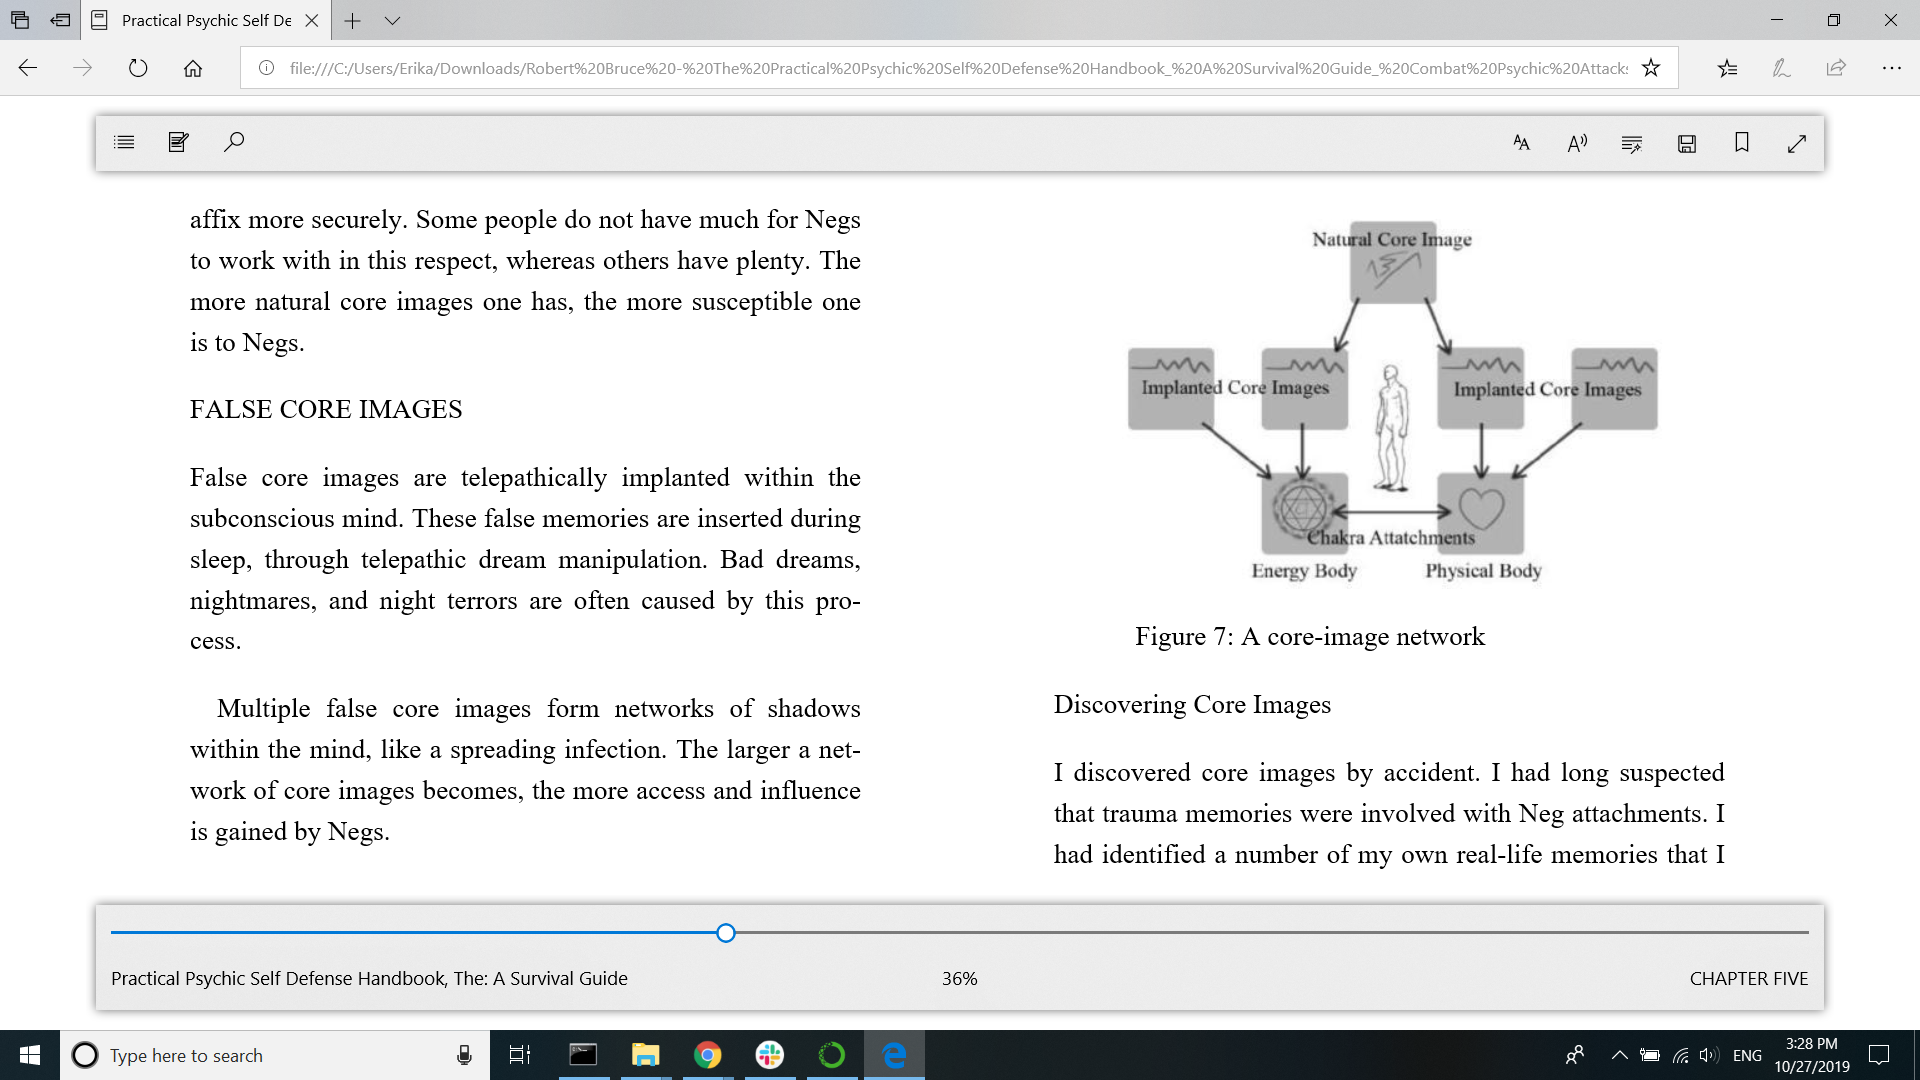 Practical Psychic Self De
file:///C:/Users/Erika/Downloads/Robert%20Bruce%20-%20The%20Practical%20Psychic%20Self%20Defense%20Handbook_%20A%20Survival%20Guide_%20Combat%20Psychic%20Attacks
affix more securely. Some people do not have much for Negs
to work with in this respect, whereas others have plenty. The
more natural core images one has, the more susceptible one
is to Negs.
FALSE CORE IMAGES
False core images are telepathically implanted within the
subconscious mind. These false memories are inserted during
sleep, through telepathic dream manipulation. Bad dreams,
nightmares, and night terrors are often caused by this pro-
cess.
Multiple false core images form networks of shadows
within the mind, like a spreading infection. The larger a net-
work of core images becomes, the more access and influence
is gained by Negs.
Natural Core Image
Implanted Core Images
Implanted Core Images
Chakra Attatchments
Energy Body
Physical Body
Figure 7: A core-image network
Discovering Core Images
I discovered core images by accident. I had long suspected
that trauma memories were involved with Neg attachments. I
had identified a number of my own real-life memories that I
Practical Psychic Self Defense Handbook, The: A Survival Guide
36%
CHAPTER FIVE
Type here to search
ENG
3:28 PM
10/27/2019